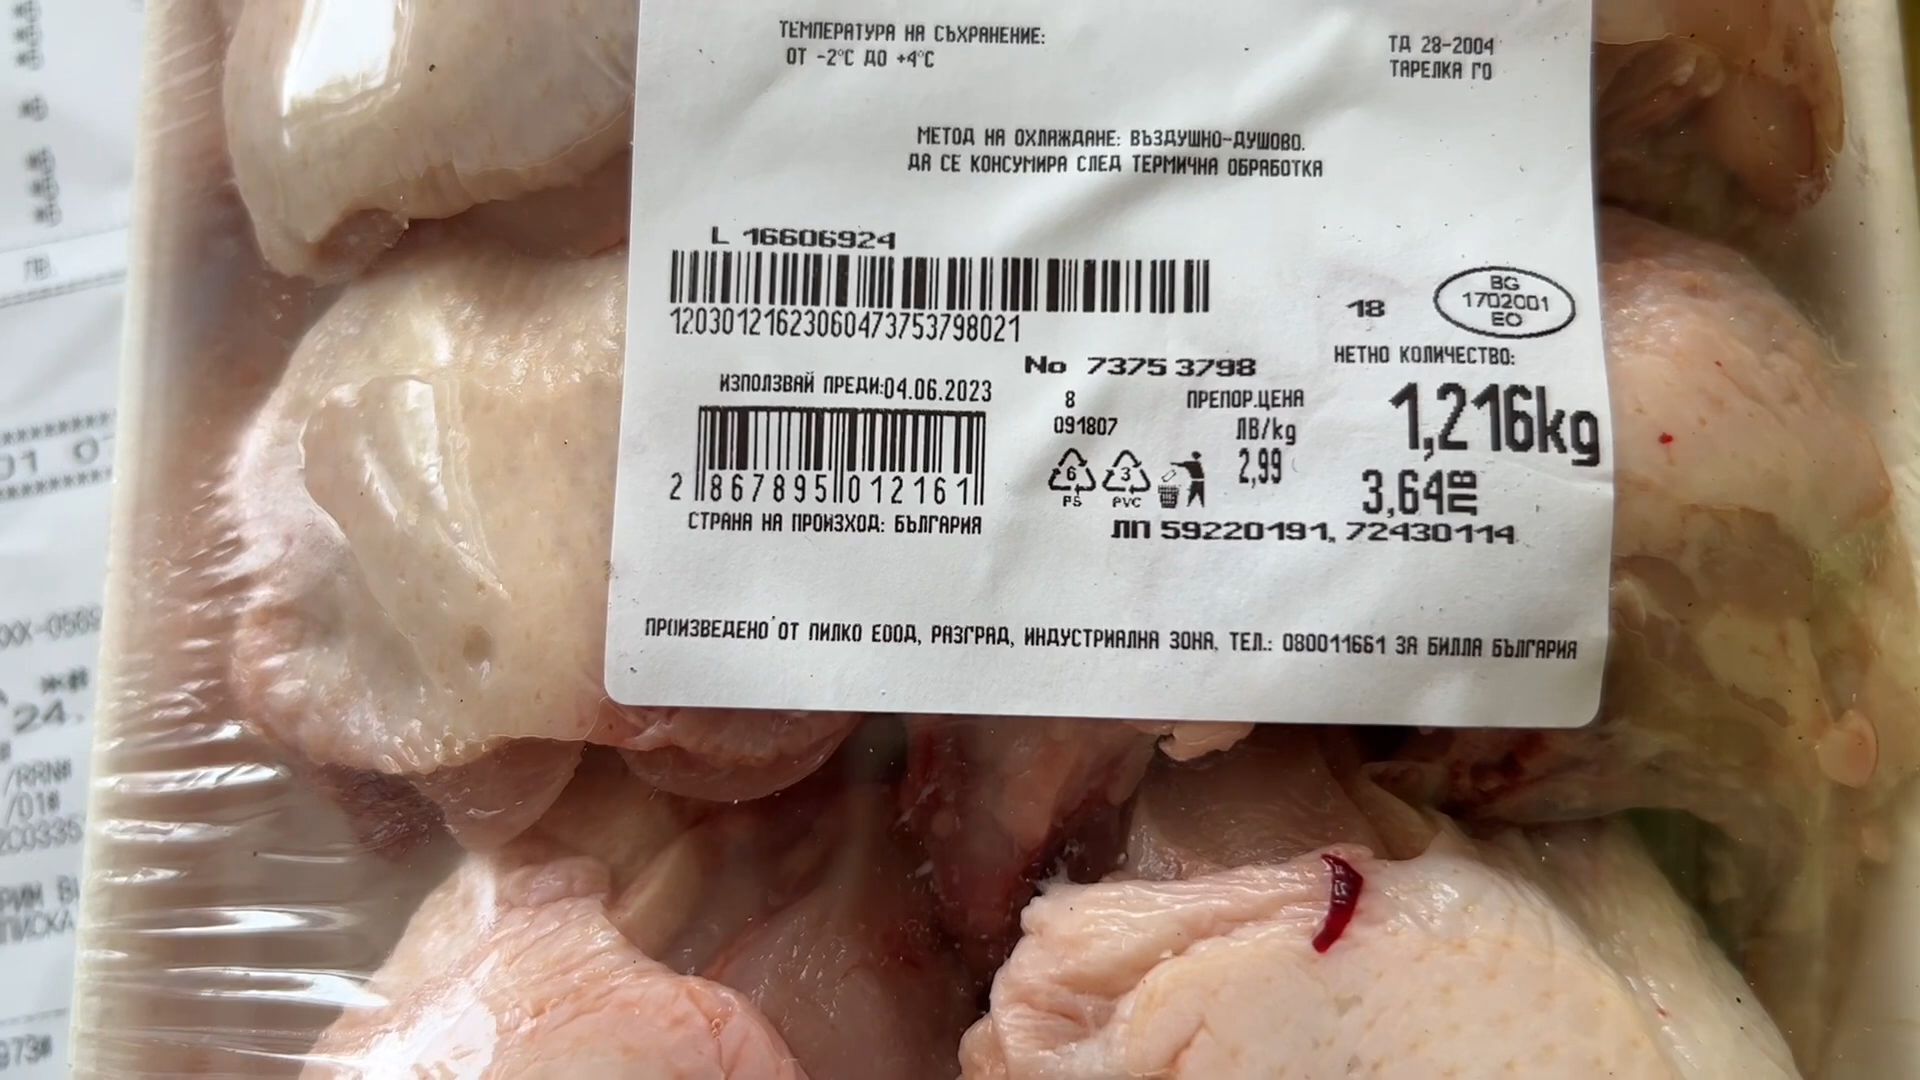 ТЕМПЕРАТУРА НА СЪХРАНЕНИЕ:
ОТ -2°C ДО +4°C
ТД 28-2004
ТАРЕЛКА ГО
МЕТОД НА ОХЛАЖДАНЕ: ВЪЗДУШНО-ДУШОВО.
ДА СЕ КОНСУМИРА СЛЕД ТЕРМИЧНА ОБРАБОТКА
L 16606924
12030121623060473753798021
18
BG
1702001
EO
No 7375 3798
НЕТНО КОЛИЧЕСТВО:
1,216kg
ИЗПОЛЗВАЙ ПРЕДИ:04.06.2023
8
091807
ПРЕПОР.ЦЕНА
ЛВ/kg
2,99
3,64ЛВ
6
PS
3
PVC
2 867895 012161
СТРАНА НА ПРОИЗХОД: БЪЛГАРИЯ
ЛП 59220191, 72430114
ПРОИЗВЕДЕНО ОТ ПИЛКО ЕООД, РАЗГРАД, ИНДУСТРИАЛНА ЗОНА, ТЕЛ.: 080011661 ЗА БИЛЛА БЪЛГАРИЯ
24.
/RRN#
/01#